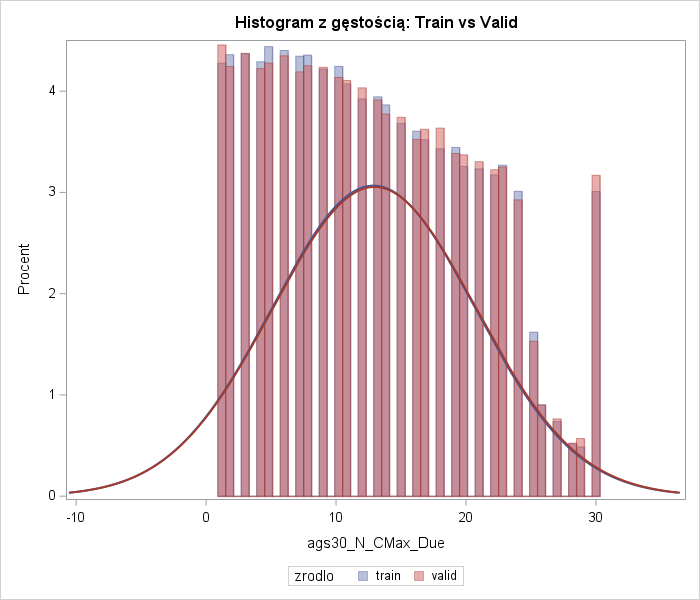 Histogram z gęstością: Train vs Valid
Procent
4
3
2
1
0
-10 0 10 20 30
ags30_N_CMax_Due
zrodlo train valid